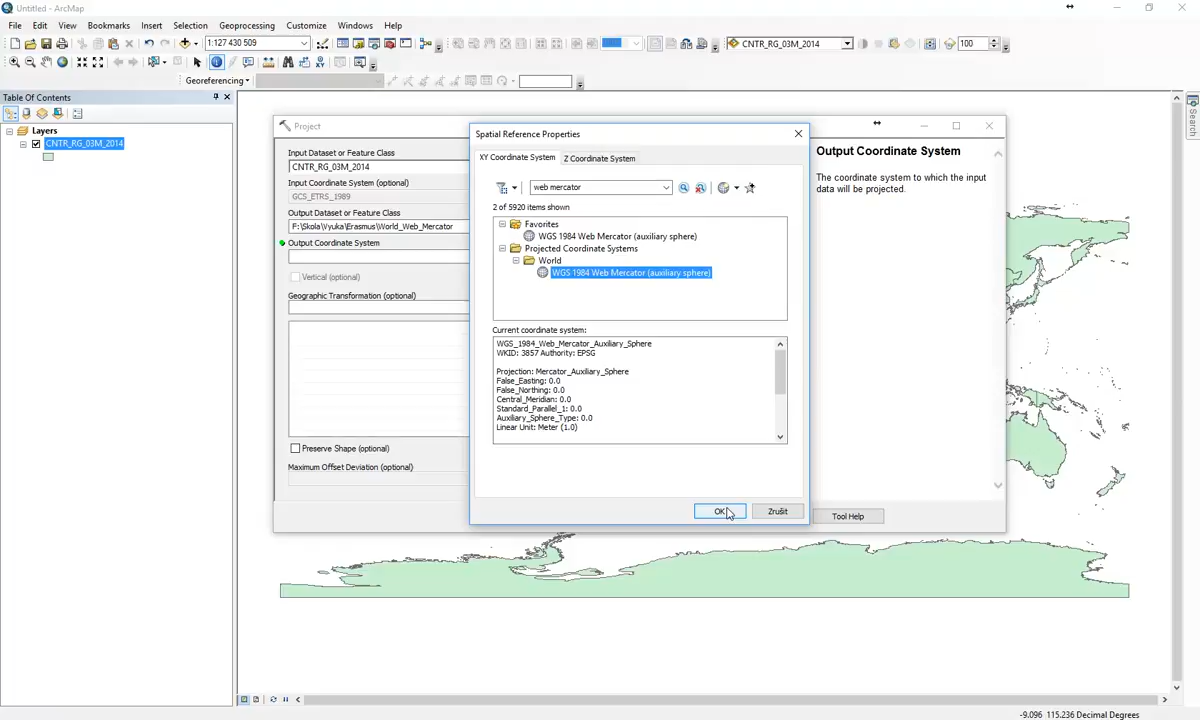 Untitled - ArcMap
File Edit View Bookmarks Insert Selection Geoprocessing Customize Windows Help
1:127 430 509
CNTR_RG_03M_2014
100
Georeferencing
Table Of Contents
Layers
CNTR_RG_03M_2014
Project
Input Dataset or Feature Class
CNTR_RG_03M_2014
Input Coordinate System (optional)
GCS_ETRS_1989
Output Dataset or Feature Class
F:\Skola\Vyuka\Erasmus\World_Web_Mercator
Output Coordinate System
Vertical (optional)
Geographic Transformation (optional)
Preserve Shape (optional)
Maximum Offset Deviation (optional)
Spatial Reference Properties
XY Coordinate System
Z Coordinate System
web mercator
2 of 5920 items shown
Favorites
WGS 1984 Web Mercator (auxiliary sphere)
Projected Coordinate Systems
World
WGS 1984 Web Mercator (auxiliary sphere)
Current coordinate system:
WGS_1984_Web_Mercator_Auxiliary_Sphere
WKID: 3857 Authority: EPSG
Projection: Mercator_Auxiliary_Sphere
False_Easting: 0.0
False_Northing: 0.0
Central_Meridian: 0.0
Standard_Parallel_1: 0.0
Auxiliary_Sphere_Type: 0.0
Linear Unit: Meter (1.0)
OK
Zrušit
Output Coordinate System
The coordinate system to which the input
data will be projected.
Tool Help
Search
-9.096 115.236 Decimal Degrees